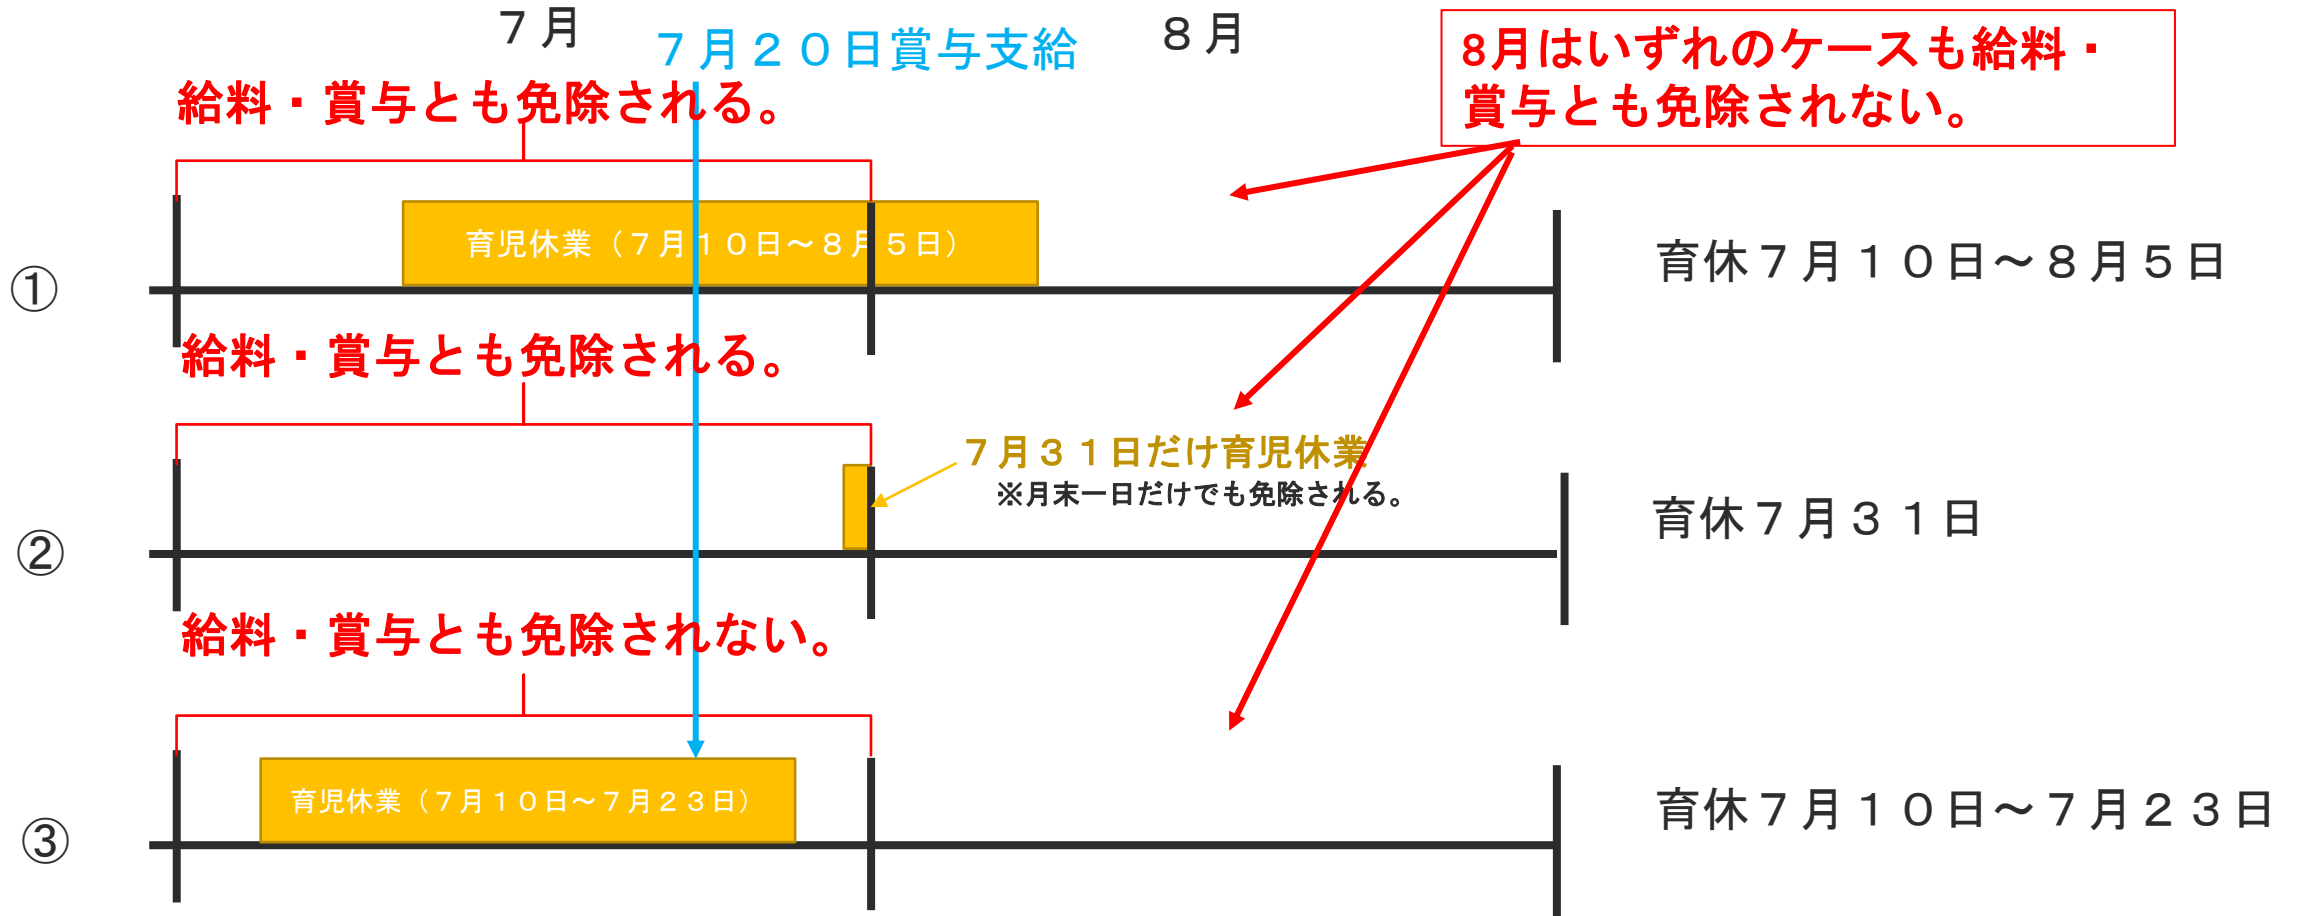 ７月
７月２０日賞与支給
８月
8月はいずれのケースも給料・
賞与とも免除されない。
給料・賞与とも免除される。
育児休業（７月１０日～８月５日）
①
育休７月１０日～８月５日
給料・賞与とも免除される。
７月３１日だけ育児休業
※月末一日だけでも免除される。
②
育休７月３１日
給料・賞与とも免除されない。
育児休業（７月１０日～７月２３日）
③
育休７月１０日～７月２３日